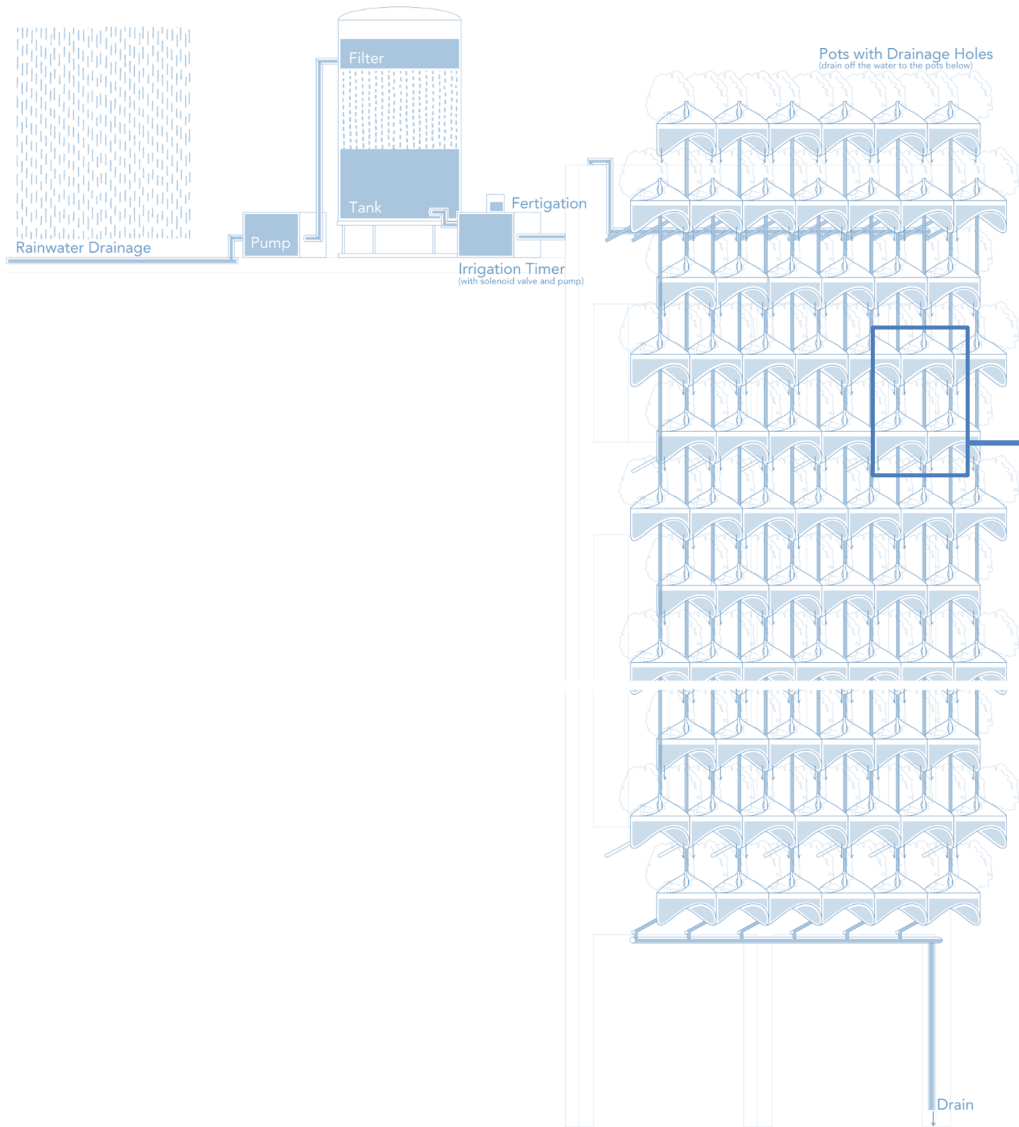 Filter
Pots with Drainage Holes
(drain off the water to the pots below)
Tank
Fertigation
Pump
Rainwater Drainage
Irrigation Timer
(with solenoid valve and pump)
Drain